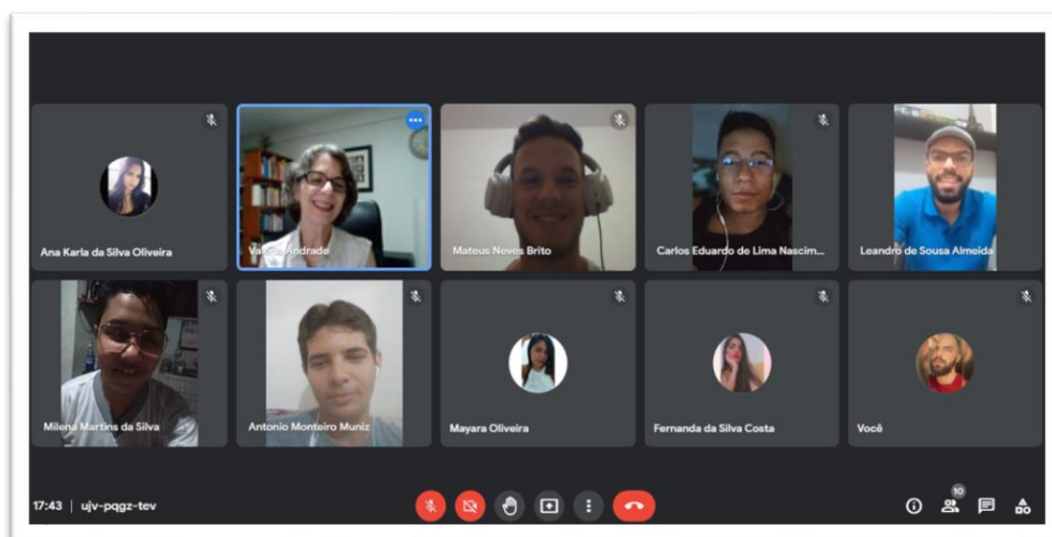 Ana Karla da Silva Oliveira
Valéria Andrade
Mateus Neves Brito
Carlos Eduardo de Lima Nascim...
Leandro de Sousa Almeida
Milena Martins da Silva
Antonio Monteiro Muniz
Mayara Oliveira
Fernanda da Silva Costa
Você
17:43 | ujv-pqgz-tev
10